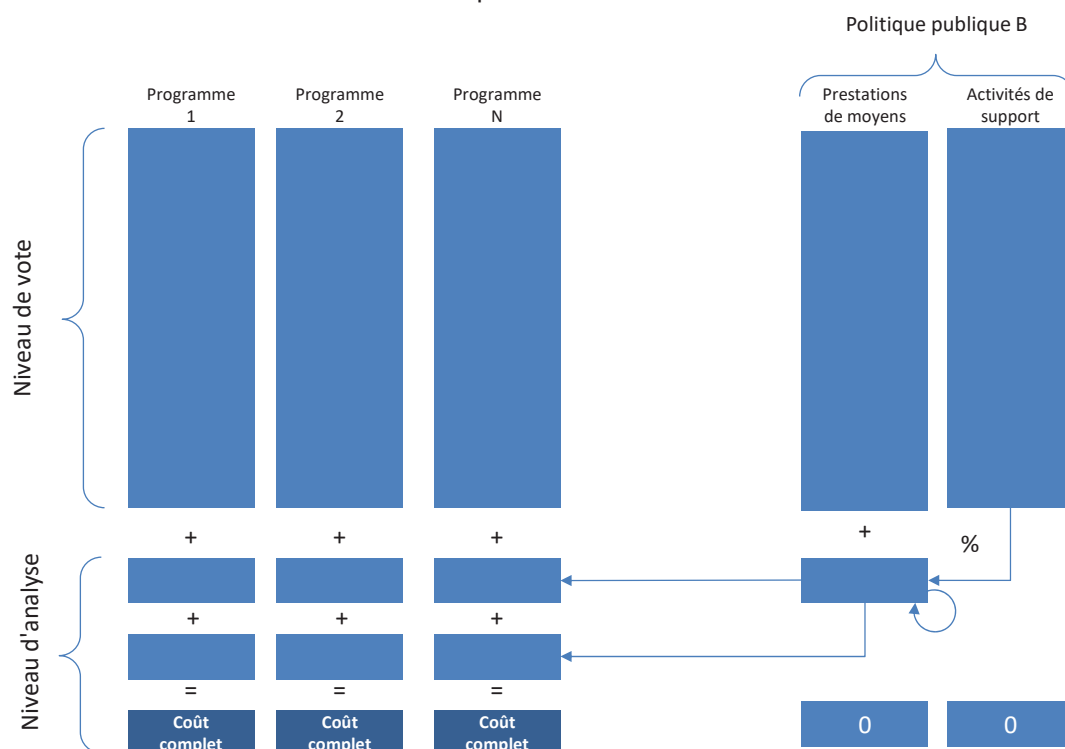 Politique publique B
Programme
1
Programme
2
Programme
N
Prestations
de moyens
Activités de
support
Niveau de vote
+
+
+
+
%
Niveau d'analyse
+
+
+
=
=
=
Coût
complet
Coût
complet
Coût
complet
0
0